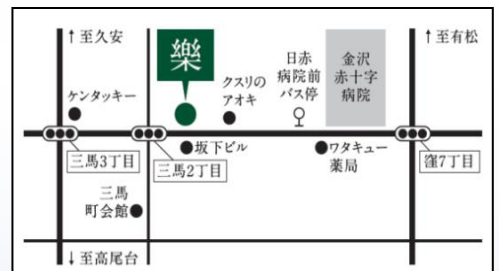 ↑至久安
↑至有松
樂
日赤
病院前
バス停
金沢
赤十字
病院
クスリの
アオキ
ケンタッキー
坂下ビル
ワタキュー
薬局
三馬3丁目
三馬2丁目
窪7丁目
三馬
町会館
↓至高尾台